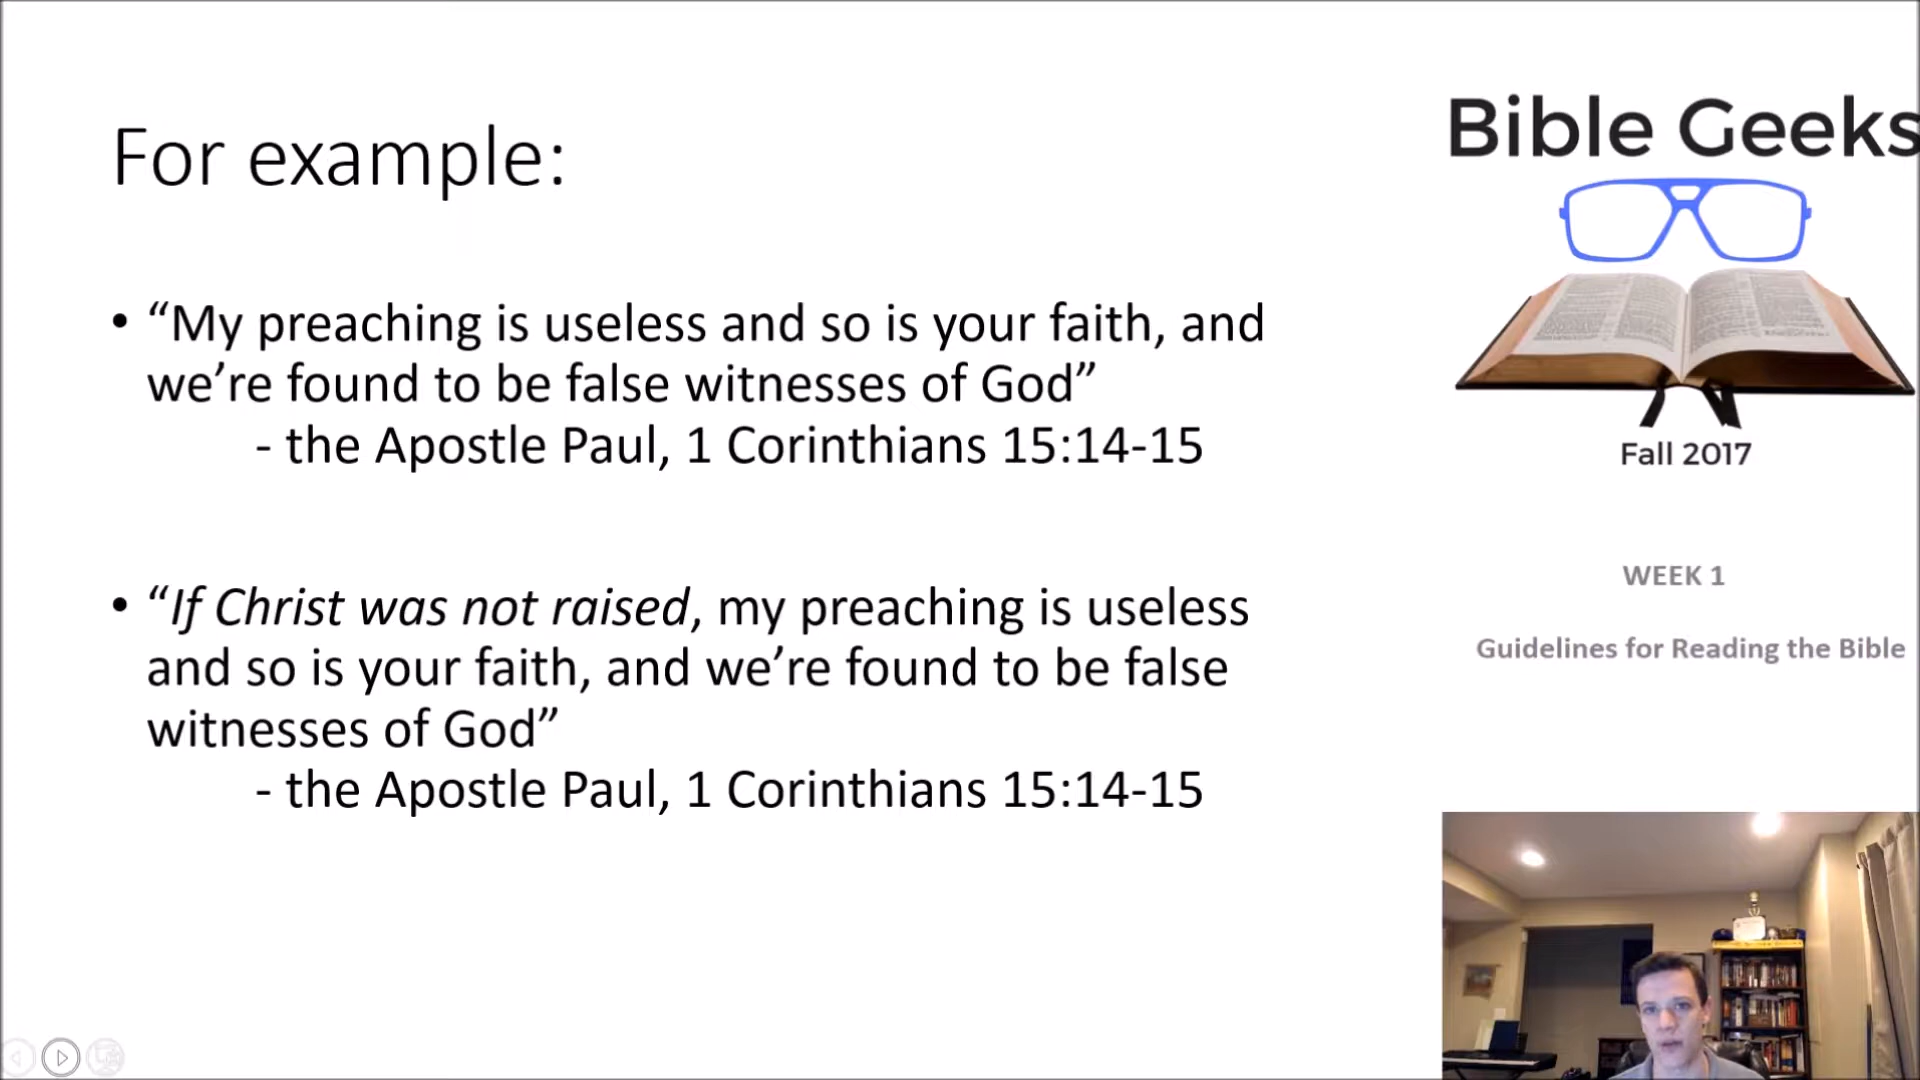 For example:
• “My preaching is useless and so is your faith, and
we’re found to be false witnesses of God”
- the Apostle Paul, 1 Corinthians 15:14-15
• “If Christ was not raised, my preaching is useless
and so is your faith, and we’re found to be false
witnesses of God”
- the Apostle Paul, 1 Corinthians 15:14-15
Bible Geeks
Fall 2017
WEEK 1
Guidelines for Reading the Bible